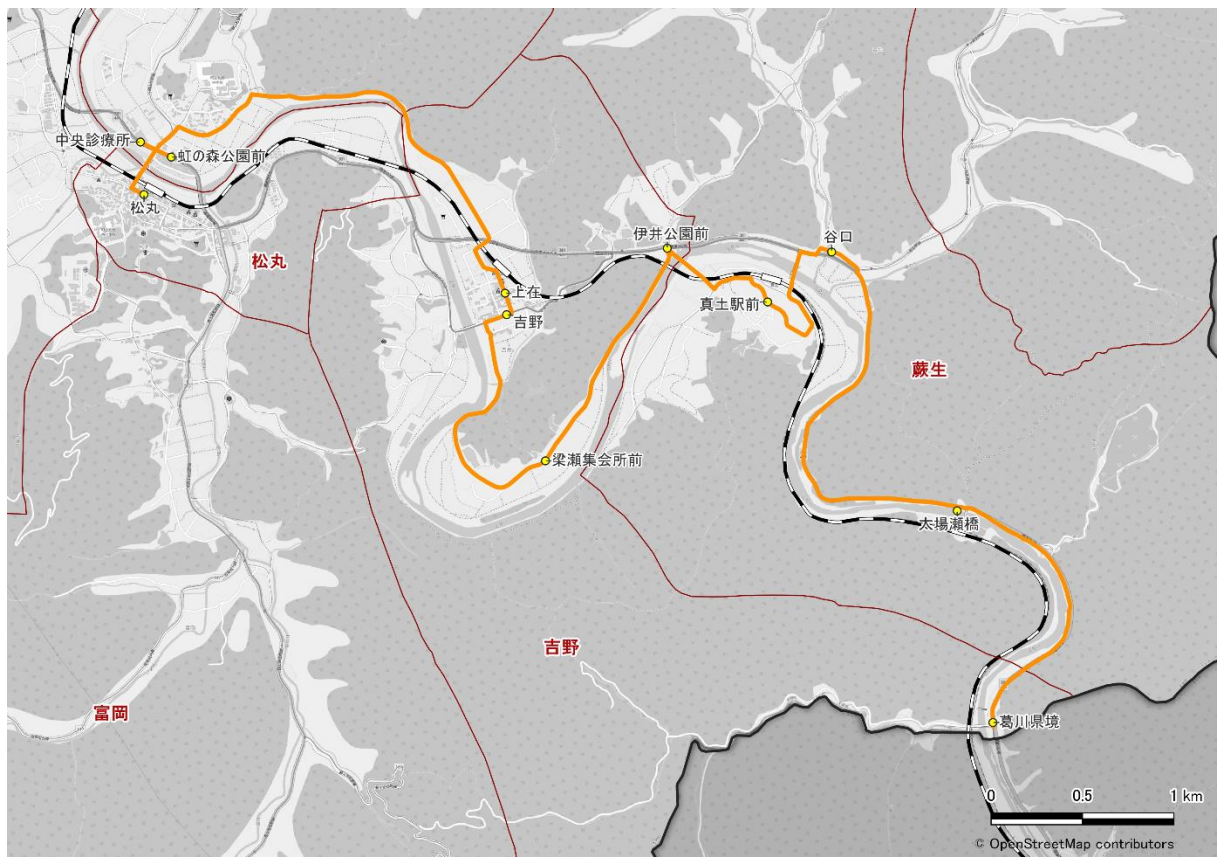 中央診療所
虹の森公園前
松丸
松丸
伊井公園前
谷口
上在
真土駅前
吉野
蕨生
梁瀬集会所前
太場瀬橋
吉野
富岡
葛川県境
0 0.5 1 km
© OpenStreetMap contributors